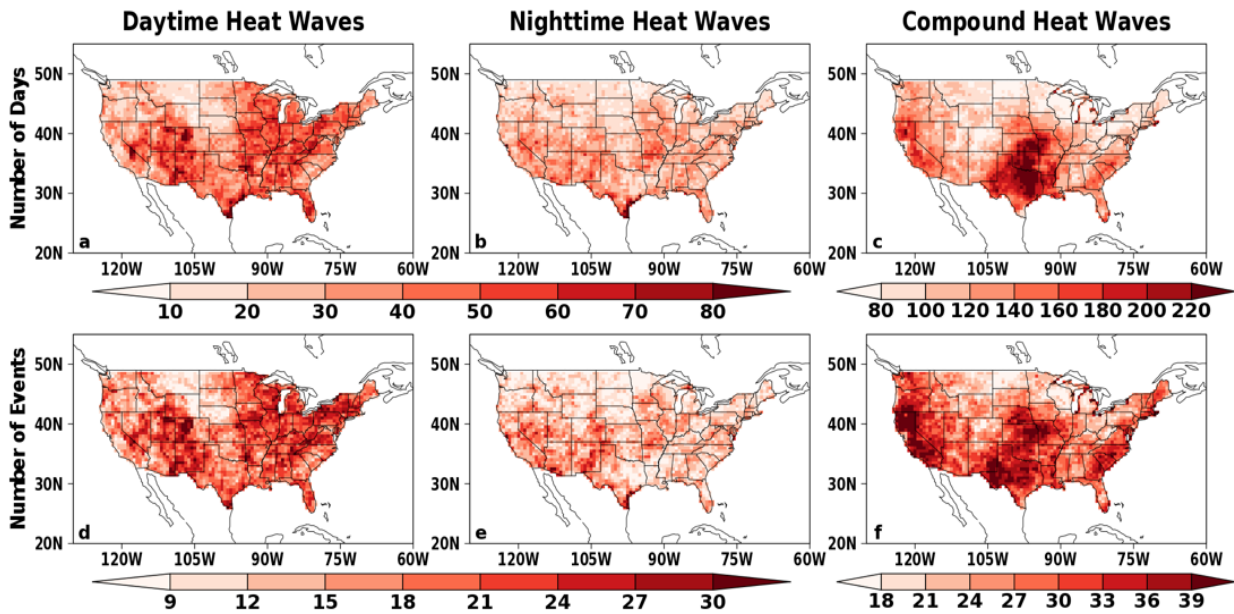 Daytime Heat Waves Nighttime Heat Waves Compound Heat Waves
Number of Days
50N 50N 50N
40N 40N 40N
30N 30N 30N
20N 20N 20N
a b c
120W 105W 90W 75W 60W 120W 105W 90W 75W 60W 120W 105W 90W 75W 60W
10 20 30 40 50 60 70 80 80 100 120 140 160 180 200 220
Number of Events
50N 50N 50N
40N 40N 40N
30N 30N 30N
20N 20N 20N
d e f
120W 105W 90W 75W 60W 120W 105W 90W 75W 60W 120W 105W 90W 75W 60W
9 12 15 18 21 24 27 30 18 21 24 27 30 33 36 39